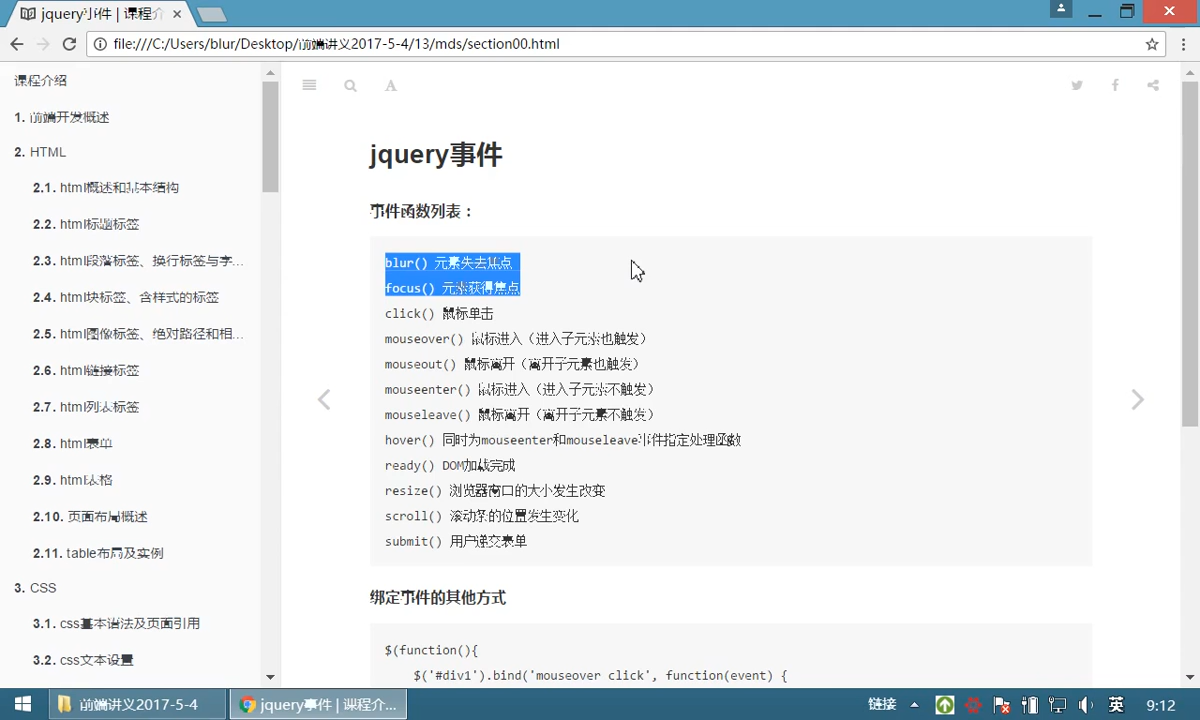 jquery事件 | 课程介
file:///C:/Users/blur/Desktop/前端讲义2017-5-4/13/mds/section00.html
课程介绍
1. 前端开发概述
2. HTML
2.1. html概述和基本结构
2.2. html标题标签
2.3. html段落标签、换行标签与字...
2.4. html块标签、含样式的标签
2.5. html图像标签、绝对路径和相...
2.6. html链接标签
2.7. html列表标签
2.8. html表单
2.9. html表格
2.10. 页面布局概述
2.11. table布局及实例
3. CSS
3.1. css基本语法及页面引用
3.2. css文本设置
A
jquery事件
事件函数列表：
blur() 元素失去焦点
focus() 元素获得焦点
click() 鼠标单击
mouseover() 鼠标进入（进入子元素也触发）
mouseout() 鼠标离开（离开子元素也触发）
mouseenter() 鼠标进入（进入子元素不触发）
mouseleave() 鼠标离开（离开子元素不触发）
hover() 同时为mouseenter和mouseleave事件指定处理函数
ready() DOM加载完成
resize() 浏览器窗口的大小发生改变
scroll() 滚动条的位置发生变化
submit() 用户递交表单
绑定事件的其他方式
$(function(){
$('#div1').bind('mouseover click', function(event) {
前端讲义2017-5-4
jquery事件 | 课程介...
链接
英
9:12